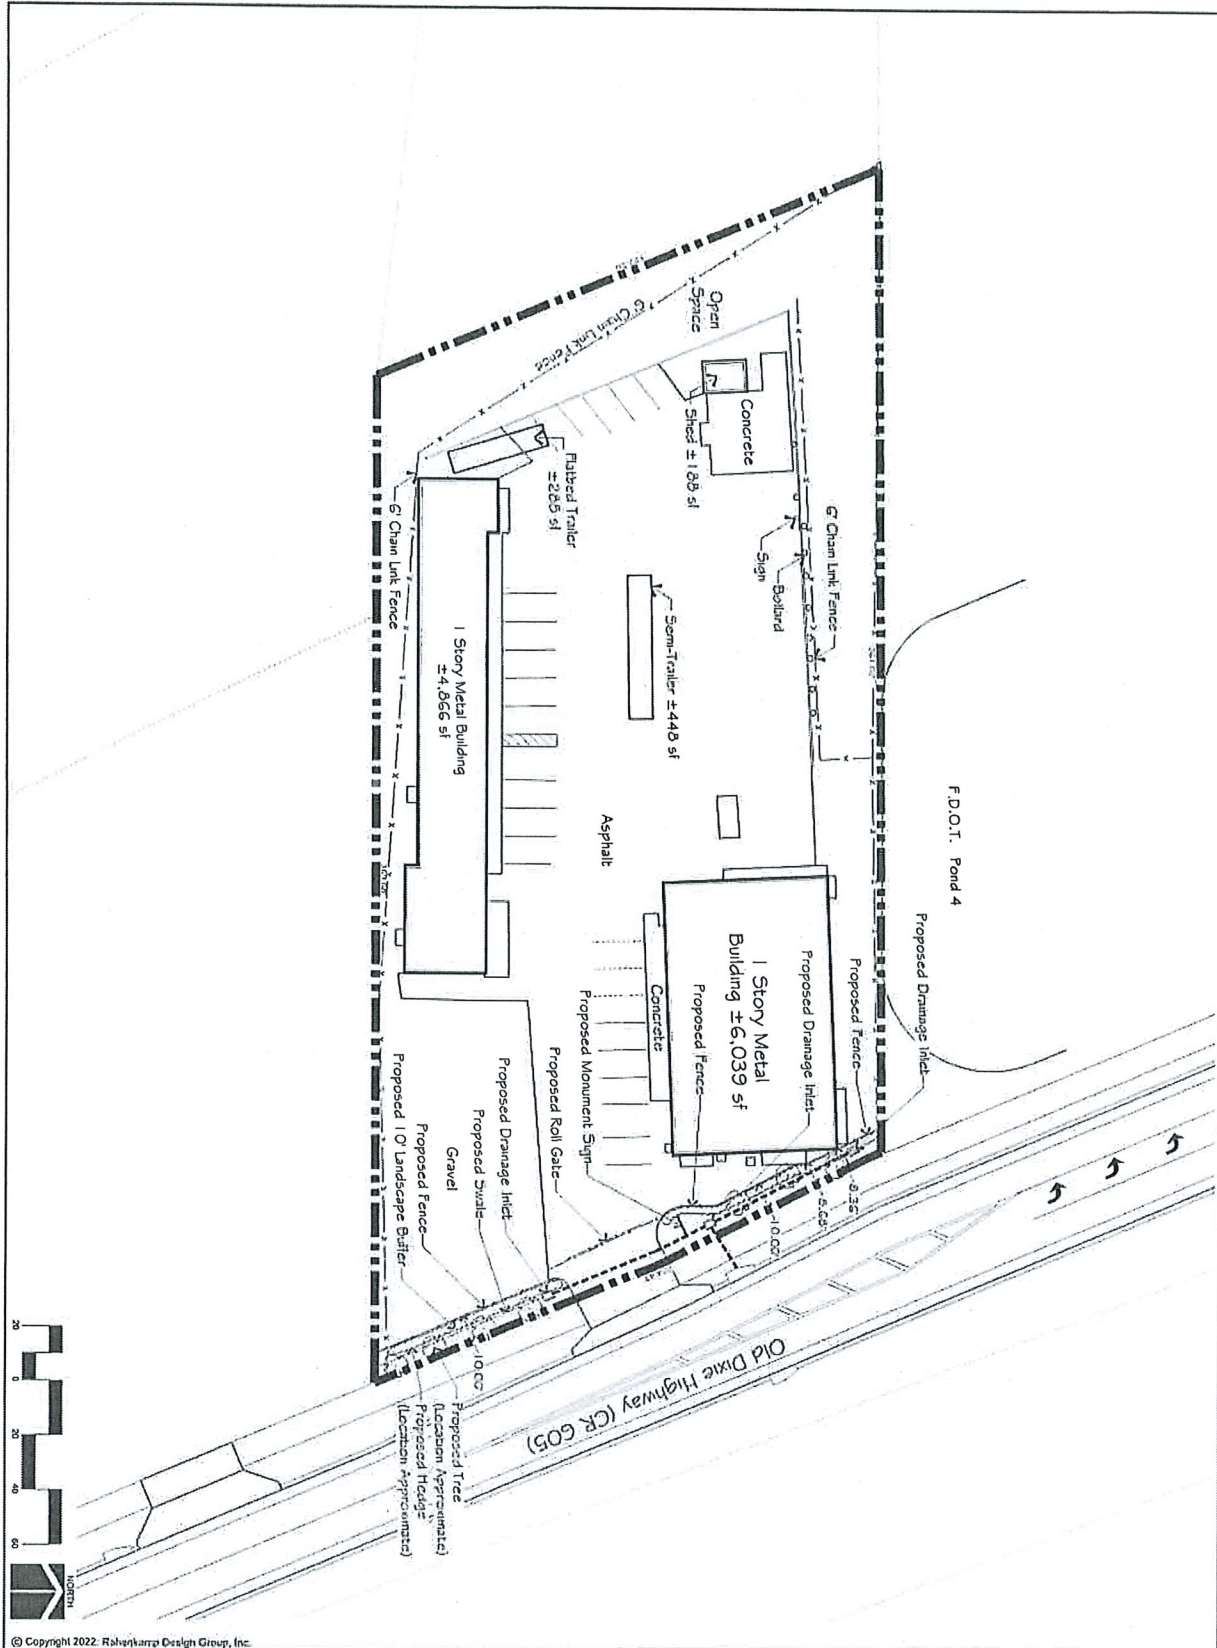 Open
Space
6' Chain Link Fence
Concrete
Shed ±188 sf
Flatbed Trailer
±285 sf
6' Chain Link Fence
Sign
Bollard
6' Chain Link Fence
Semi-Trailer ±448 sf
1 Story Metal Building
±4,866 sf
F.D.O.T. Pond 4
Asphalt
Proposed Drainage Inlet
Proposed Fence
Proposed Drainage Inlet
1 Story Metal
Building ±6,039 sf
Proposed Fence
Concrete
Proposed Monument Sign
Proposed Roll Gate
Proposed Drainage Inlet
Proposed Swale
Gravel
Proposed Fence
Proposed 10' Landscape Buffer
10.00'
10.00'
Old Dixie Highway (CR 605)
Proposed Tree
(Location Approximate)
Proposed Hedge
(Location Approximate)
20
0
20
40
60
NORTH
© Copyright 2022: Design Group, Inc.